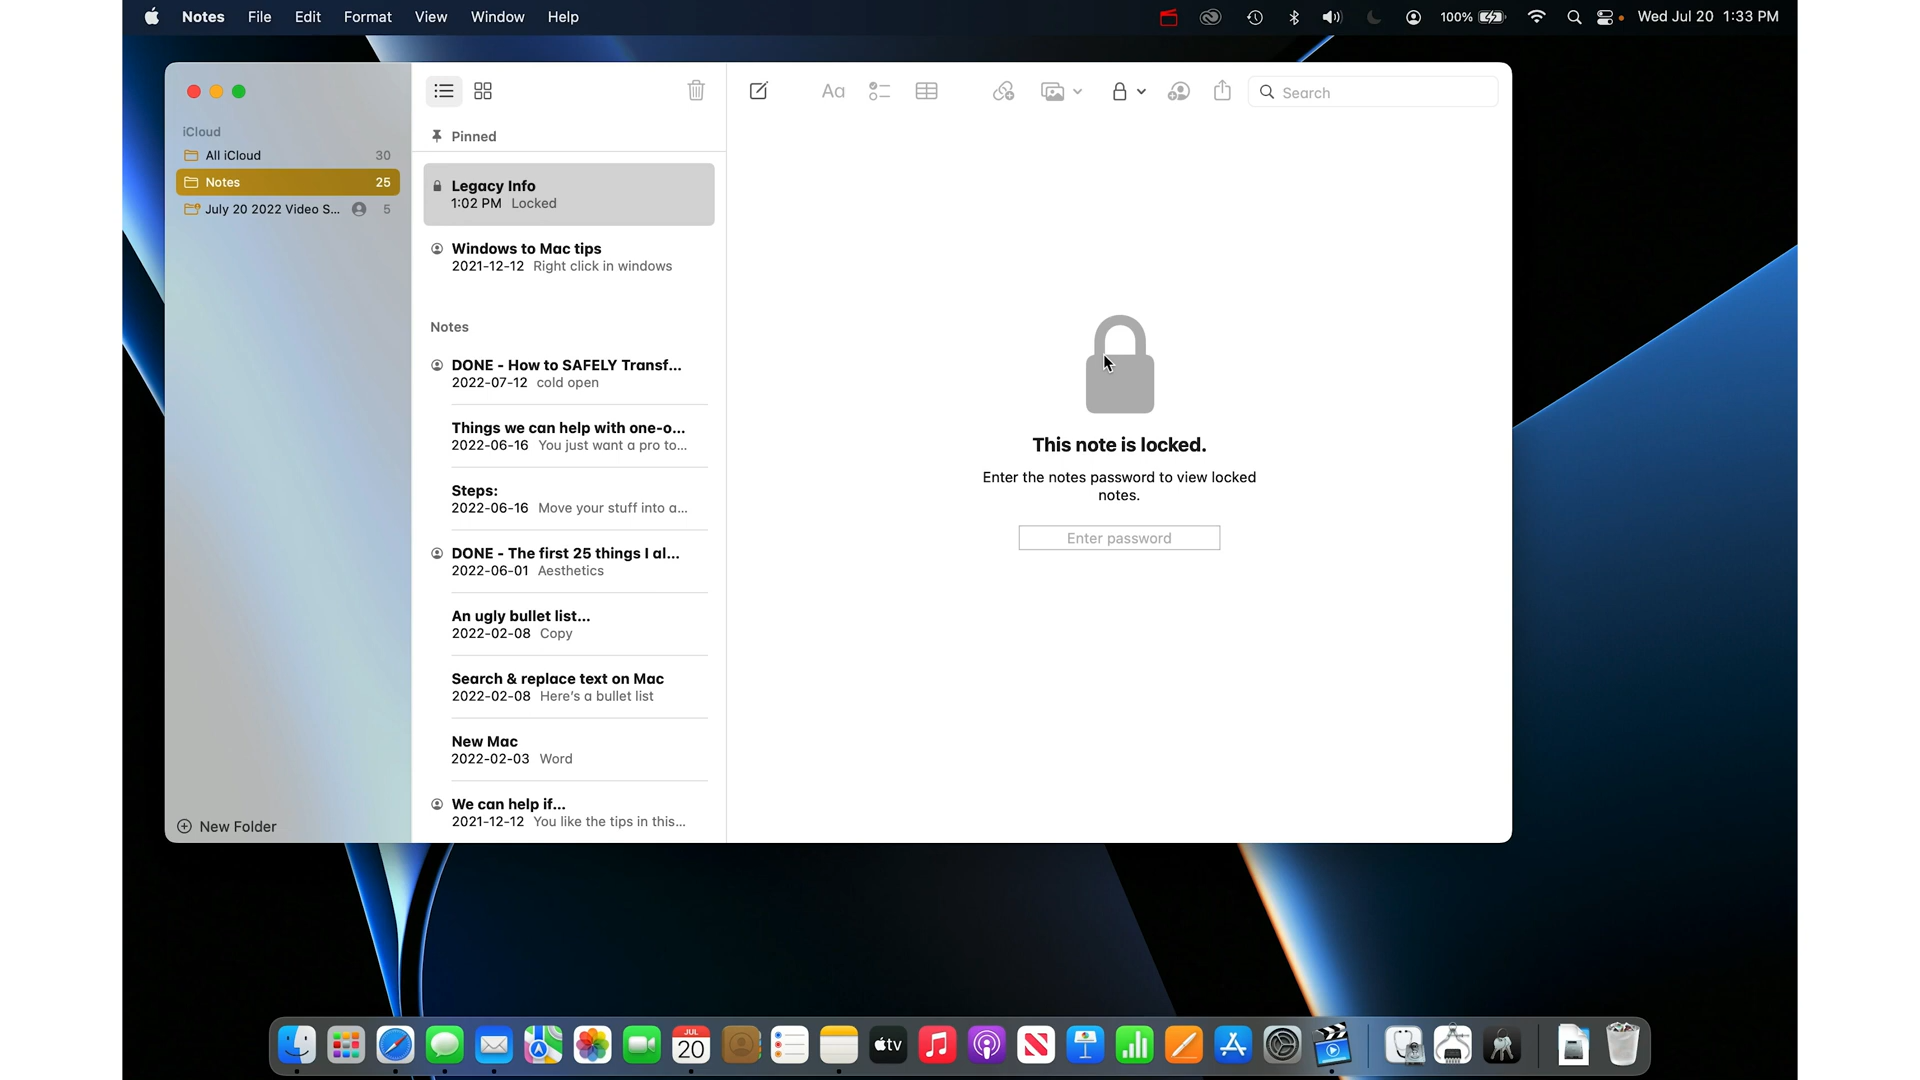 Notes File Edit Format View Window Help 100% Wed Jul 20 1:33 PM
iCloud
All iCloud 30
Notes 25
July 20 2022 Video S... 5
New Folder
Pinned
Legacy Info
1:02 PM Locked
Windows to Mac tips
2021-12-12 Right click in windows
Notes
DONE - How to SAFELY Transf...
2022-07-12 cold open
Things we can help with one-o...
2022-06-16 You just want a pro to...
Steps:
2022-06-16 Move your stuff into a...
DONE - The first 25 things I al...
2022-06-01 Aesthetics
An ugly bullet list...
2022-02-08 Copy
Search & replace text on Mac
2022-02-08 Here's a bullet list
New Mac
2022-02-03 Word
We can help if...
2021-12-12 You like the tips in this...
Aa
Search
This note is locked.
Enter the notes password to view locked
notes.
Enter password
JUL
20
tv